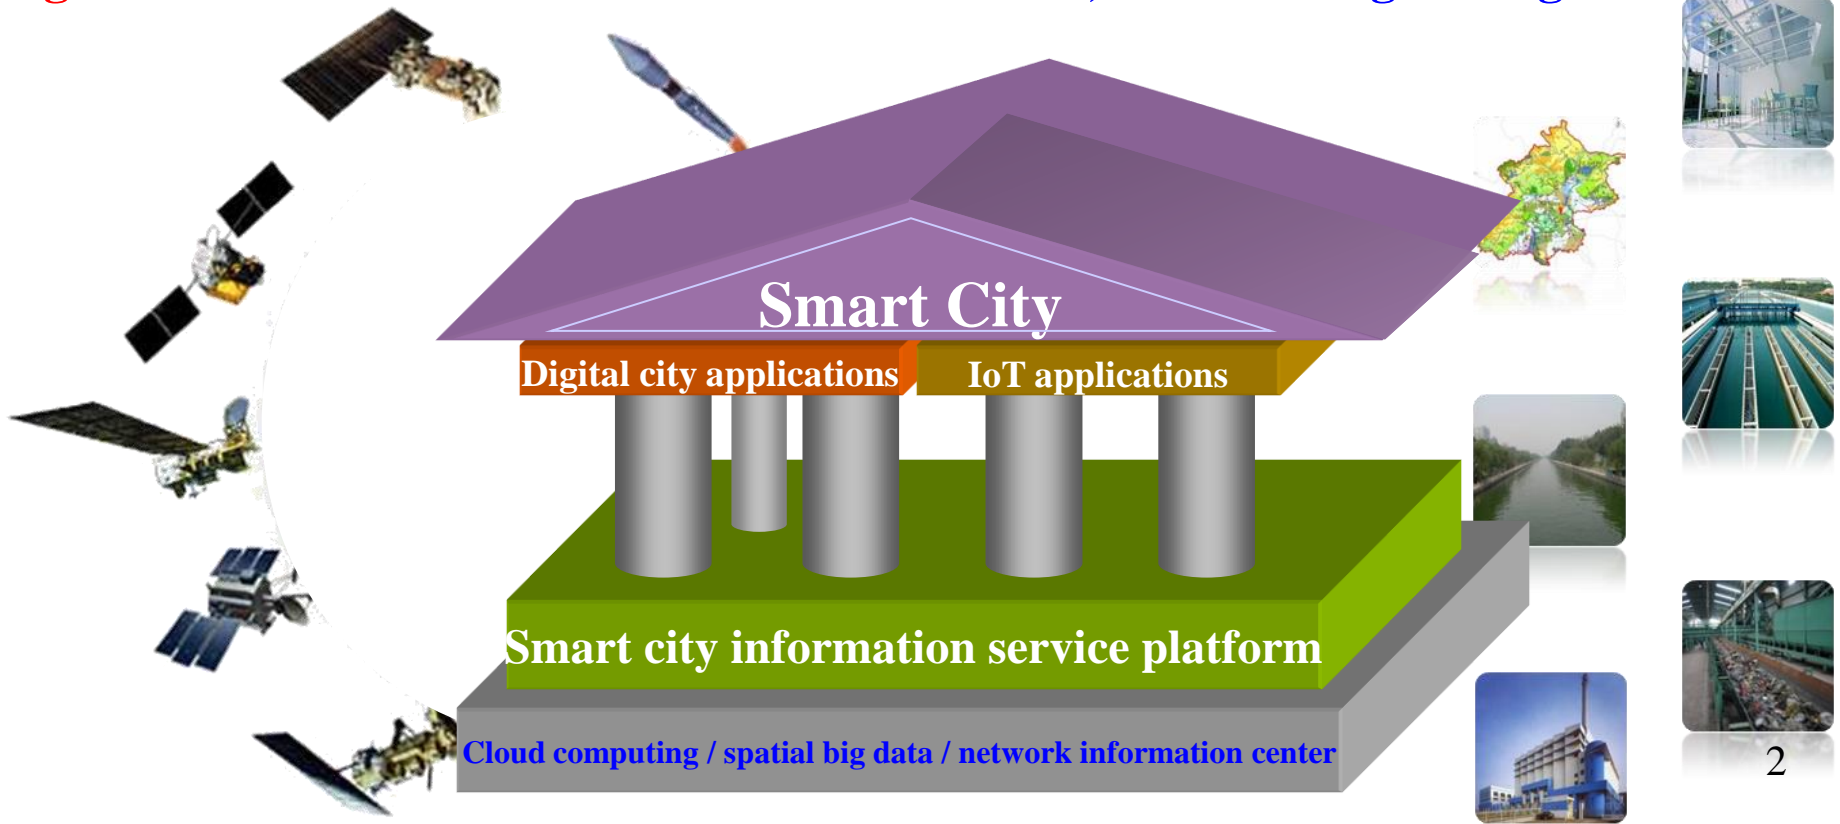 Smart City
Digital city applications
IoT applications
Smart city information service platform
Cloud computing / spatial big data / network information center
2